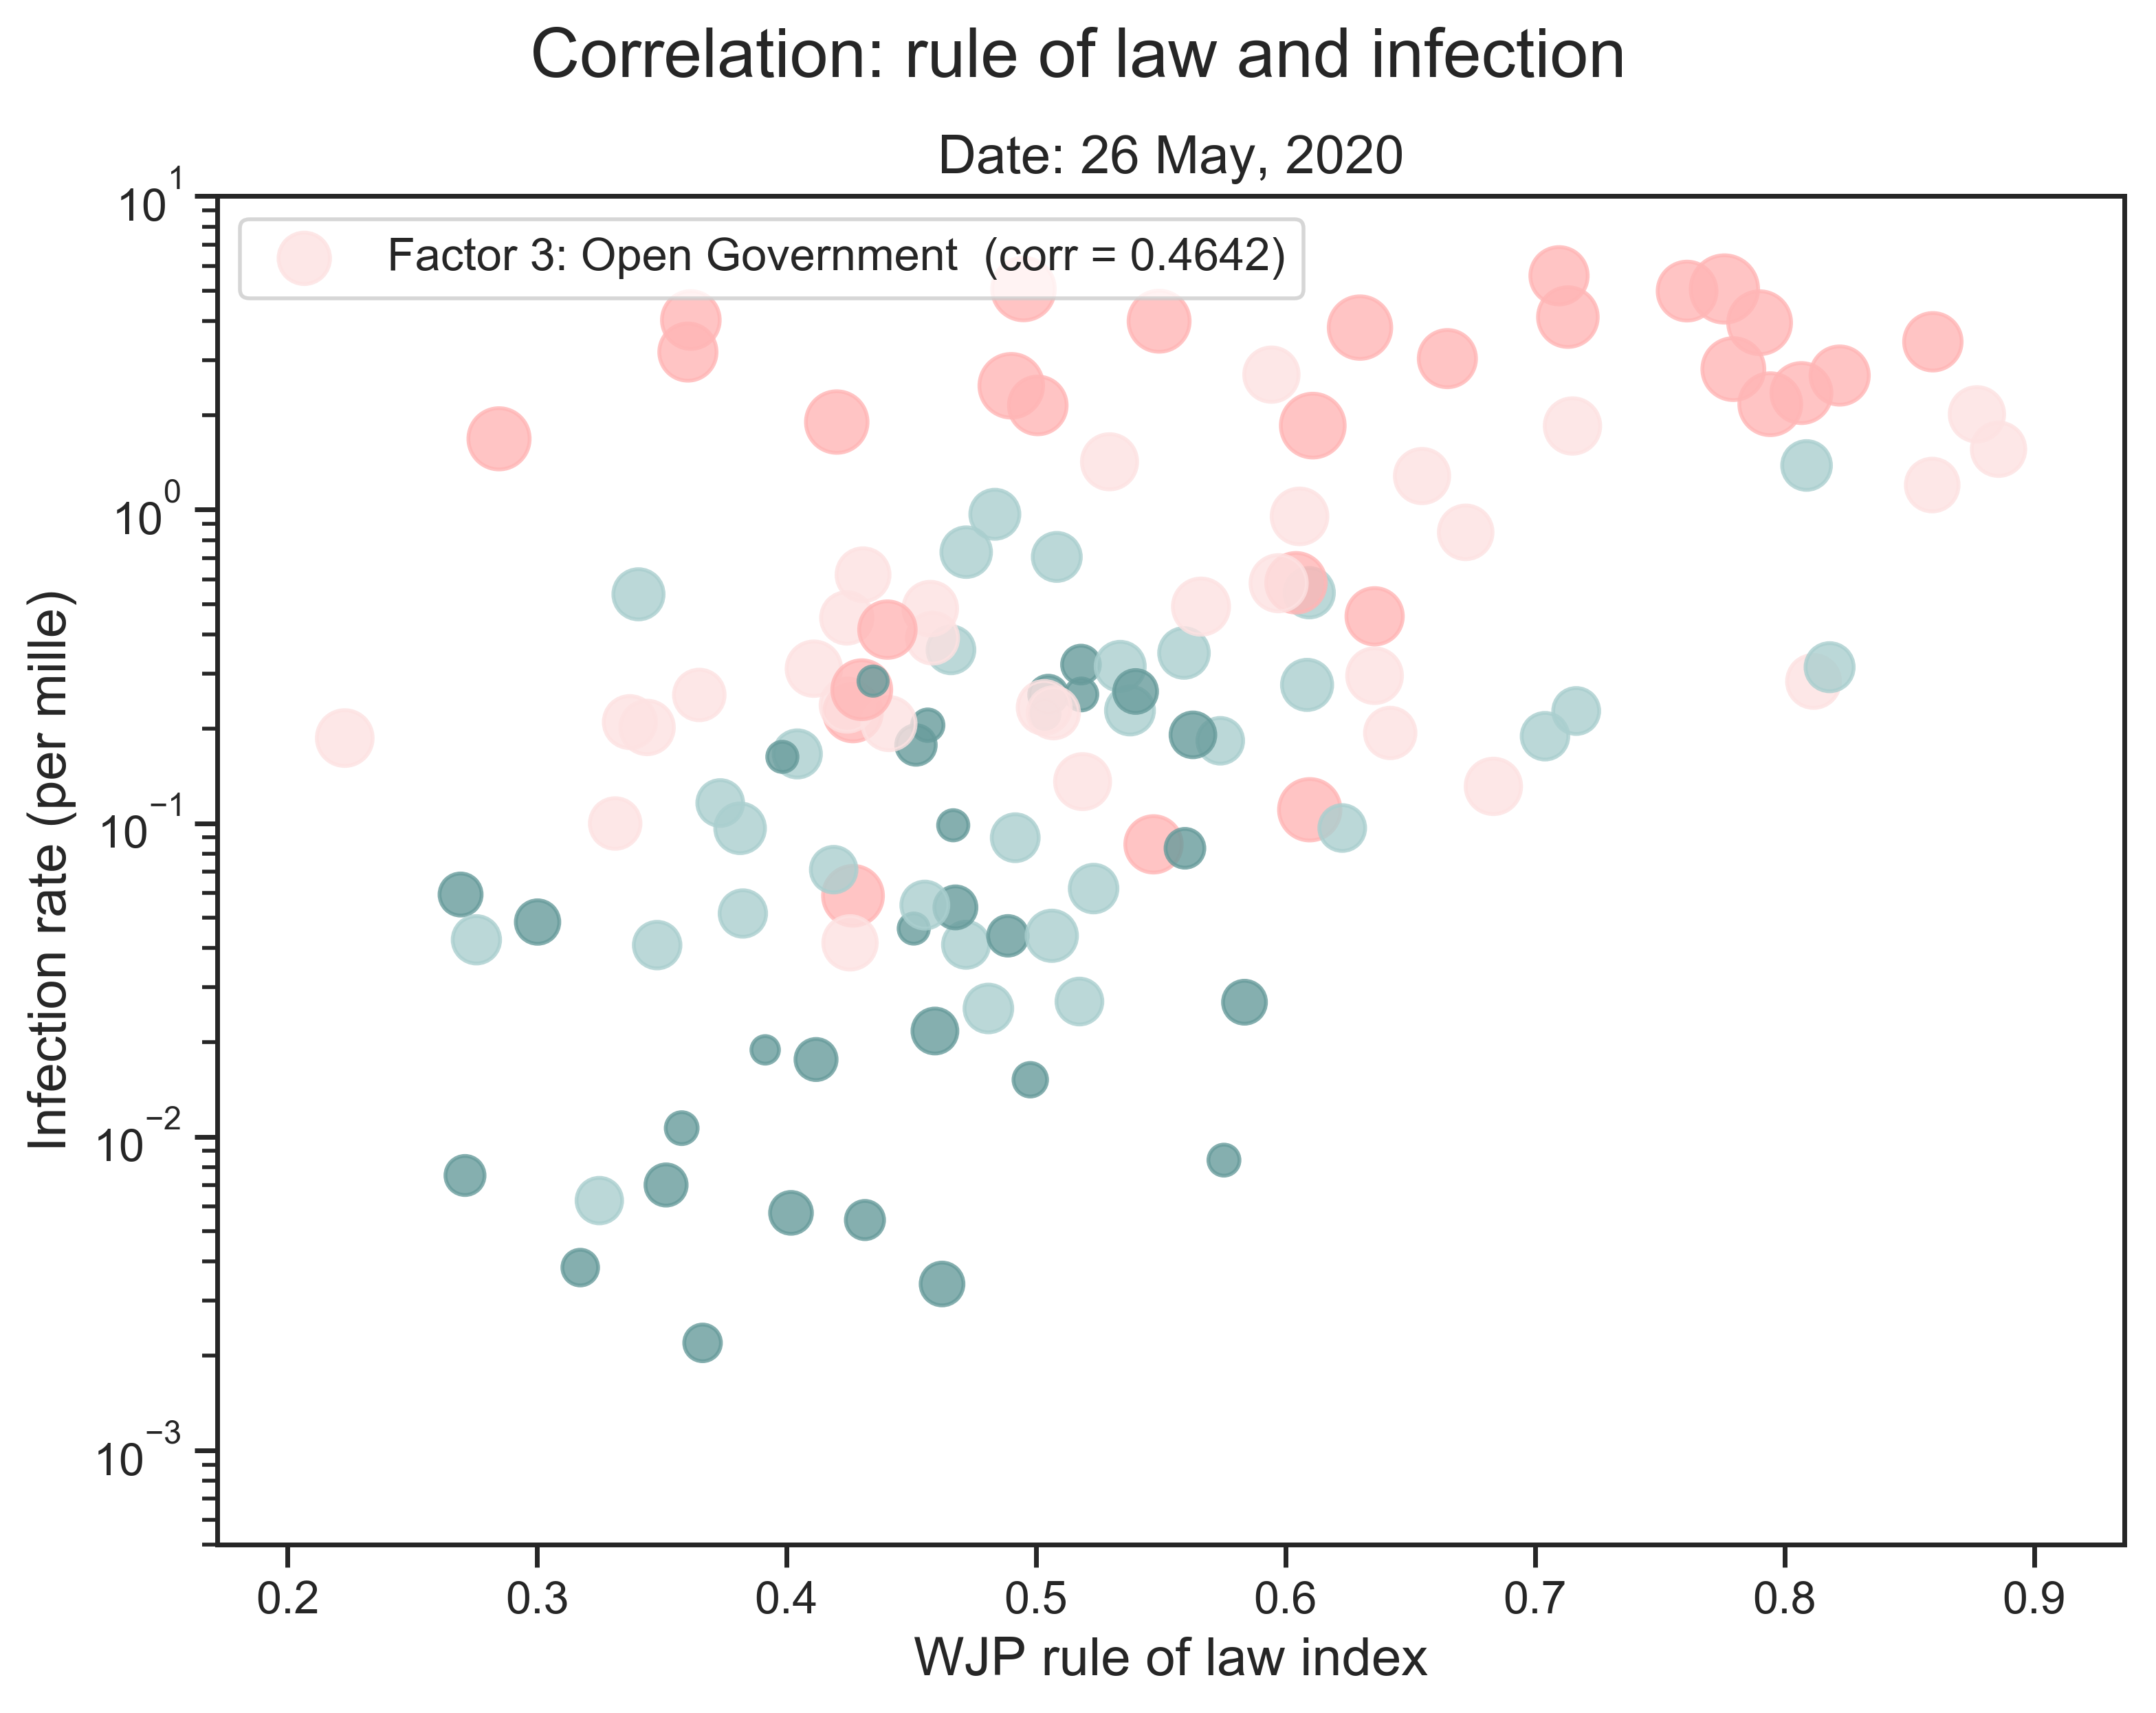 Correlation: rule of law and infection
Date: 26 May, 2020
Factor 3: Open Government (corr = 0.4642)
Infection rate (per mille)
10^1
10^0
10^−1
10^−2
10^−3
0.2 0.3 0.4 0.5 0.6 0.7 0.8 0.9
WJP rule of law index